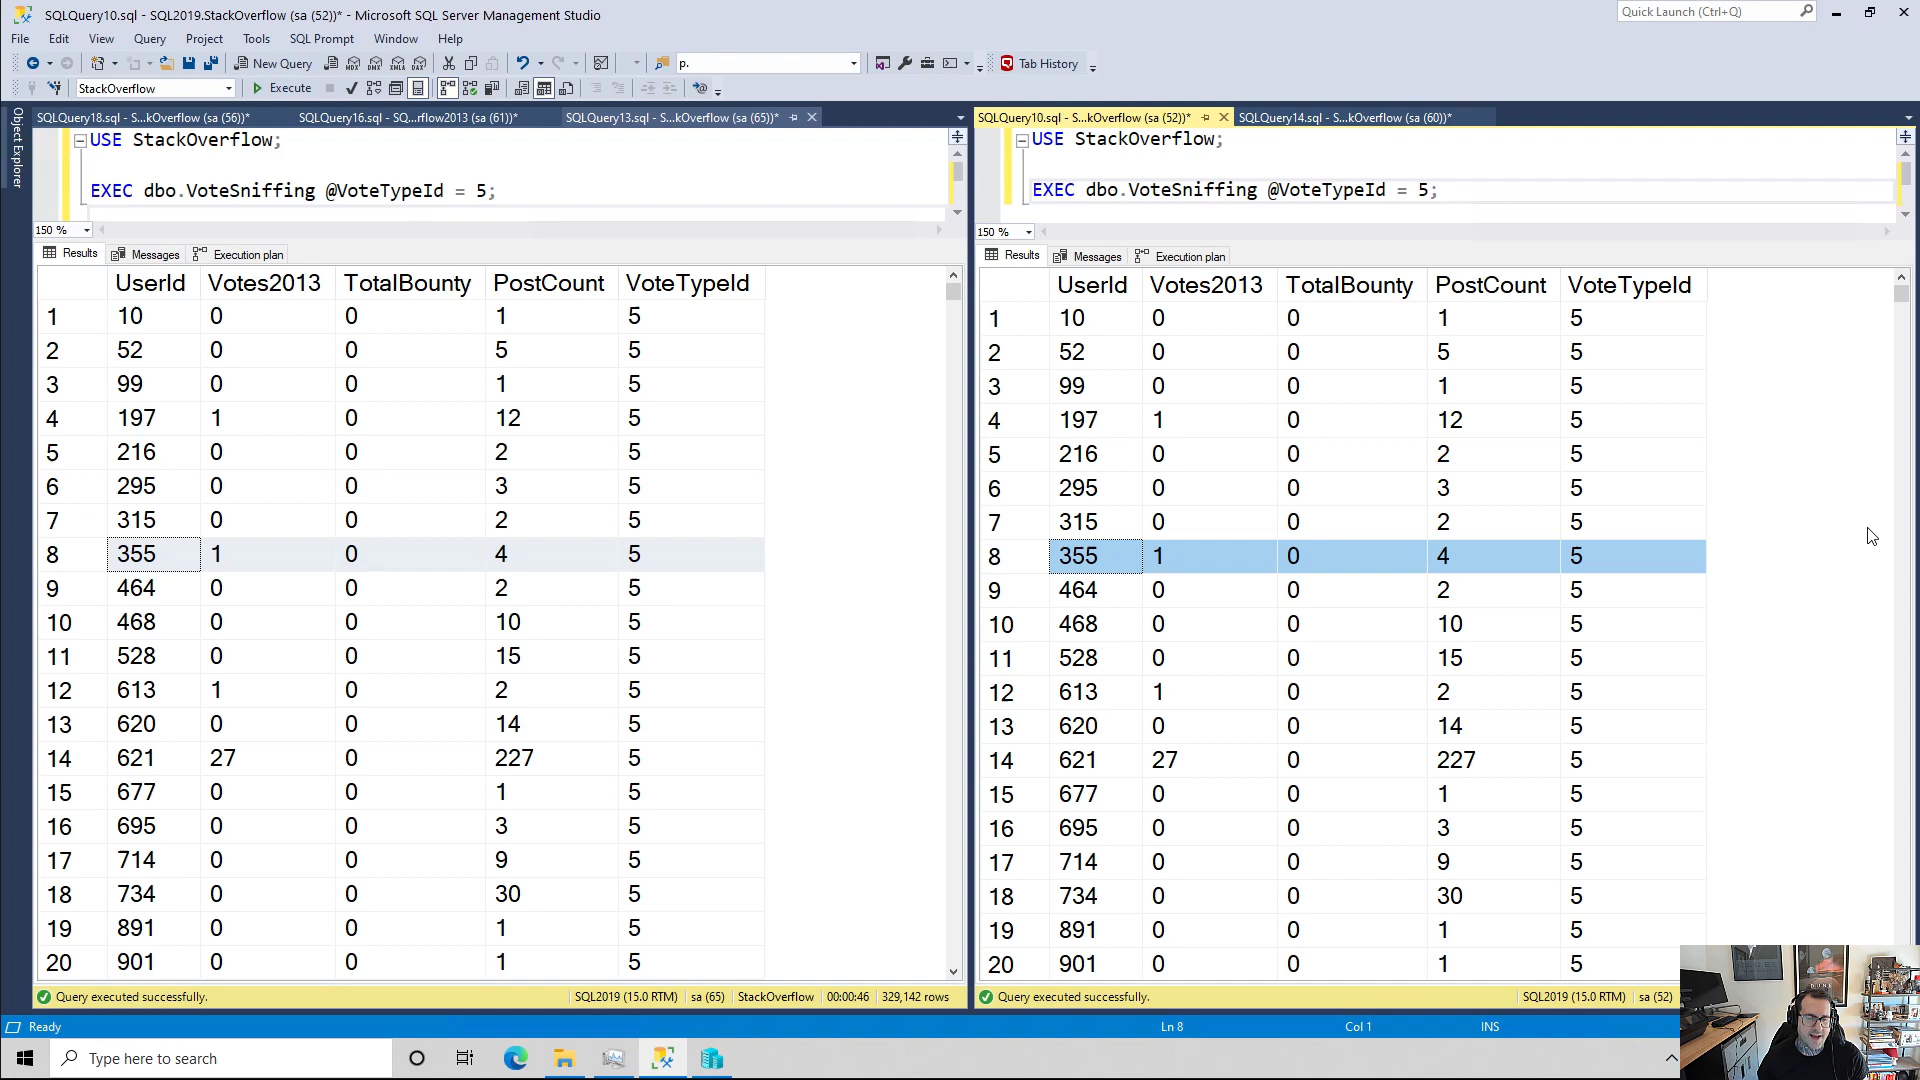 SQLQuery10.sql - SQL2019.StackOverflow (sa (52))* - Microsoft SQL Server Management Studio
Quick Launch (Ctrl+Q)
File Edit View Query Project Tools SQL Prompt Window Help
New Query
MDX DMX XMLA DAX
p.
Tab History
StackOverflow
Execute
Object Explorer
SQLQuery18.sql - S...kOverflow (sa (56))*
SQLQuery16.sql - SQ...rflow2013 (sa (61))*
SQLQuery13.sql - S...kOverflow (sa (65))*
USE StackOverflow;
EXEC dbo.VoteSniffing @VoteTypeId = 5;
150 %
Results Messages Execution plan
UserId Votes2013 TotalBounty PostCount VoteTypeId
1 10 0 0 1 5
2 52 0 0 5 5
3 99 0 0 1 5
4 197 1 0 12 5
5 216 0 0 2 5
6 295 0 0 3 5
7 315 0 0 2 5
8 355 1 0 4 5
9 464 0 0 2 5
10 468 0 0 10 5
11 528 0 0 15 5
12 613 1 0 2 5
13 620 0 0 14 5
14 621 27 0 227 5
15 677 0 0 1 5
16 695 0 0 3 5
17 714 0 0 9 5
18 734 0 0 30 5
19 891 0 0 1 5
20 901 0 0 1 5
Query executed successfully.
SQL2019 (15.0 RTM) sa (65) StackOverflow 00:00:46 329,142 rows
SQLQuery10.sql - S...kOverflow (sa (52))*
SQLQuery14.sql - S...kOverflow (sa (60))*
USE StackOverflow;
EXEC dbo.VoteSniffing @VoteTypeId = 5;
150 %
Results Messages Execution plan
UserId Votes2013 TotalBounty PostCount VoteTypeId
1 10 0 0 1 5
2 52 0 0 5 5
3 99 0 0 1 5
4 197 1 0 12 5
5 216 0 0 2 5
6 295 0 0 3 5
7 315 0 0 2 5
8 355 1 0 4 5
9 464 0 0 2 5
10 468 0 0 10 5
11 528 0 0 15 5
12 613 1 0 2 5
13 620 0 0 14 5
14 621 27 0 227 5
15 677 0 0 1 5
16 695 0 0 3 5
17 714 0 0 9 5
18 734 0 0 30 5
19 891 0 0 1 5
20 901 0 0 1 5
Query executed successfully.
SQL2019 (15.0 RTM) sa (52)
Ready
Ln 8 Col 1 INS
Type here to search